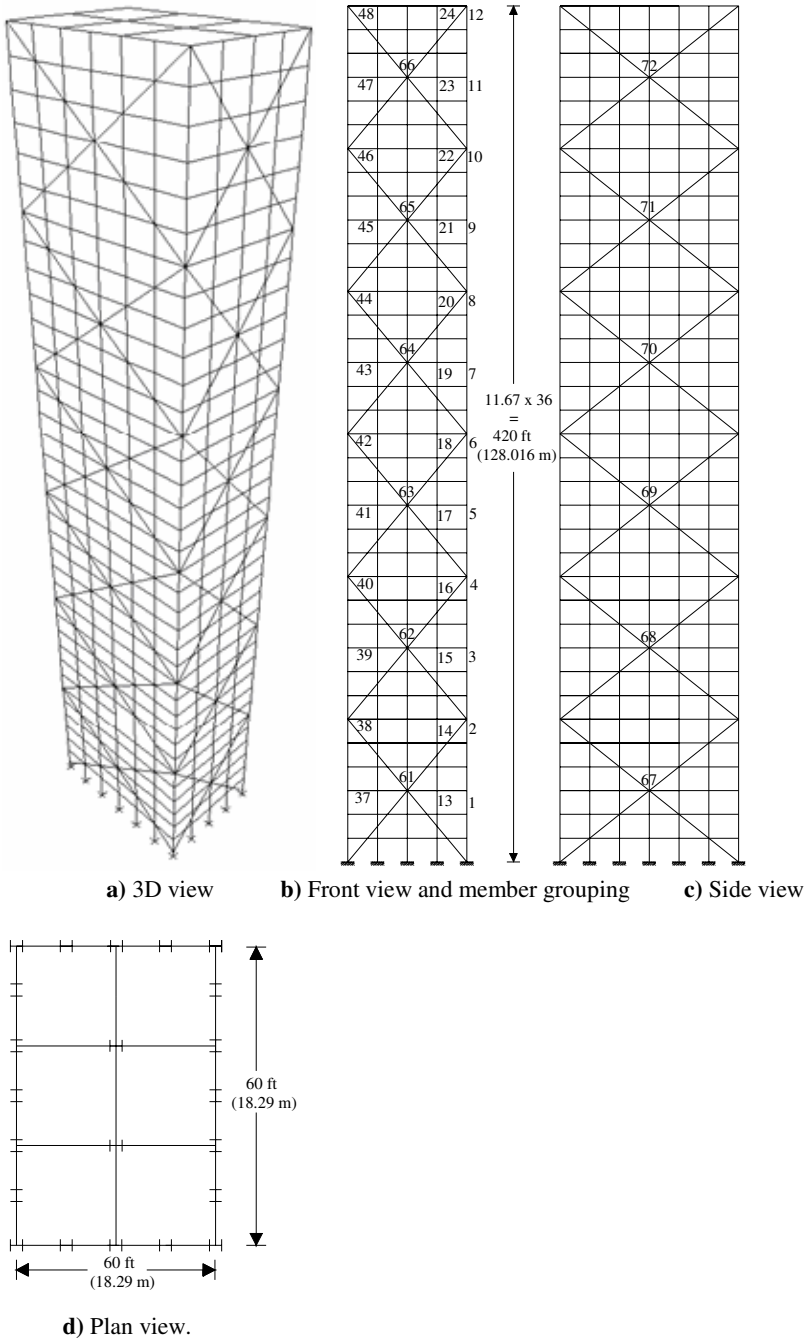 48 24 12
66 72
47 23 11
46 22 10
65 71
45 21 9
44 20 8
64 70
43 19 7
11.67 x 36
=
420 ft
(128.016 m)
42 18 6
63 69
41 17 5
40 16 4
62 68
39 15 3
38 14 2
61 67
37 13 1
a) 3D view b) Front view and member grouping c) Side view
60 ft
(18.29 m)
60 ft
(18.29 m)
d) Plan view.